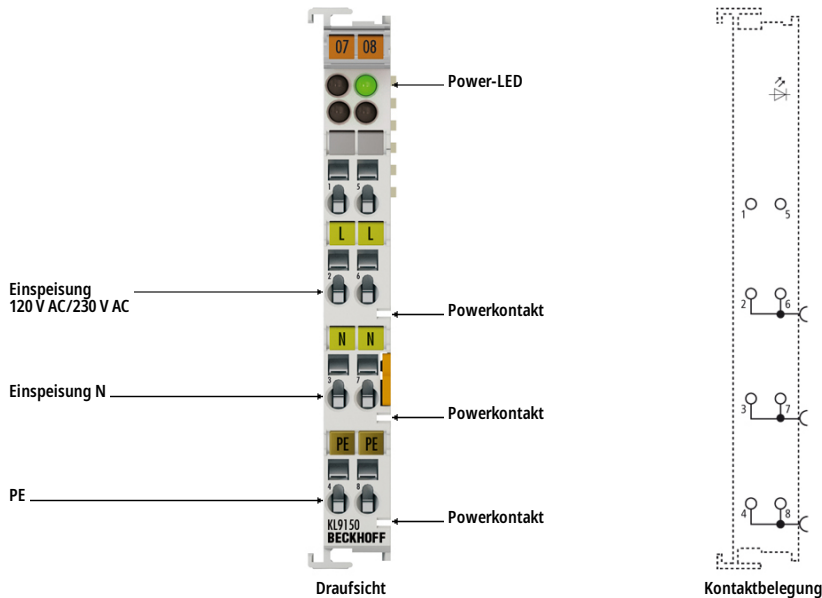 07 08
Power-LED
1 5
L L
2 6
Einspeisung
120 V AC/230 V AC
Powerkontakt
N N
3 7
Einspeisung N
Powerkontakt
PE PE
4 8
PE
Powerkontakt
KL9150
BECKHOFF
Draufsicht
1 5
2 6
3 7
4 8
Kontaktbelegung